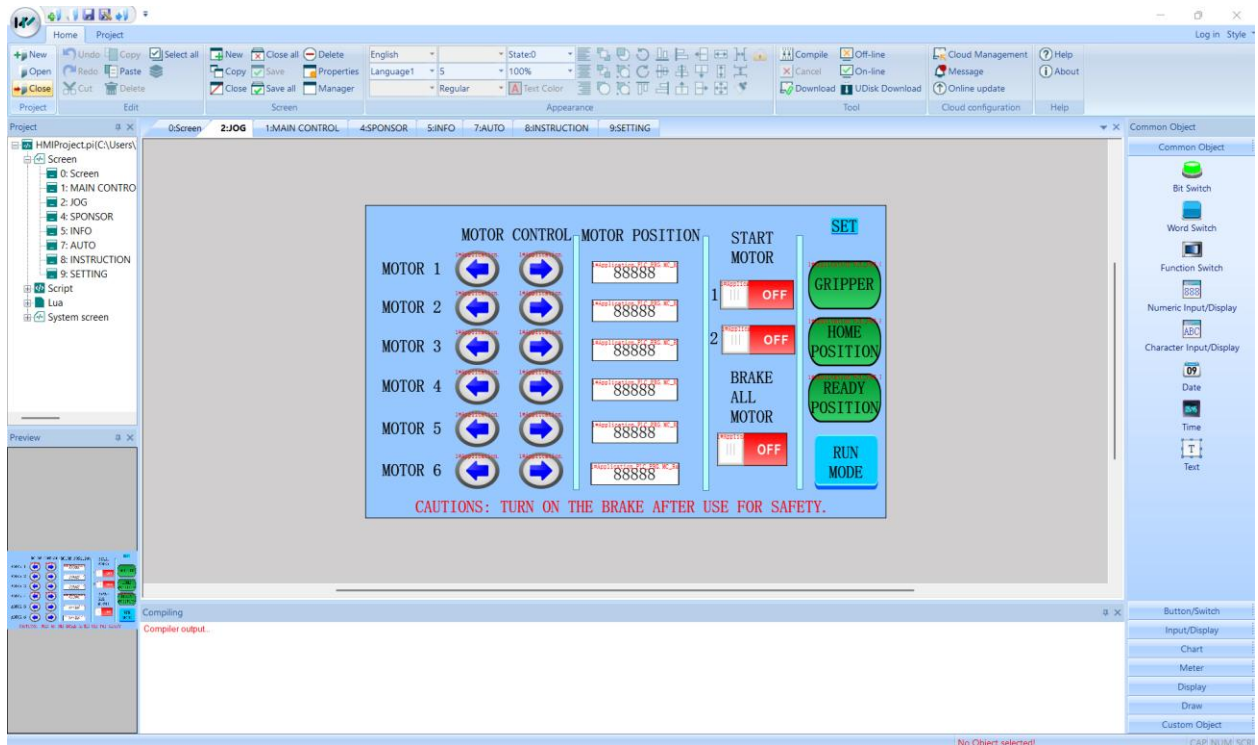 Home Project
Log in Style
New Undo Copy Select all New Close all Delete English State:0 Compile Off-line Cloud Management Help
Open Redo Paste Copy Save Properties Language1 5 100% Cancel On-line Message About
Close Cut Delete Close Save all Manager Regular Text Color Download UDisk Download Online update
Project Edit Screen Appearance Tool Cloud configuration Help
Project
0:Screen 2:JOG 1:MAIN CONTROL 4:SPONSOR 5:INFO 7:AUTO 8:INSTRUCTION 9:SETTING
Common Object
HMIProject.pi(C:\Users\
Screen
0: Screen
1: MAIN CONTRO
2: JOG
4: SPONSOR
5: INFO
7: AUTO
8: INSTRUCTION
9: SETTING
Script
Lua
System screen
Preview
MOTOR CONTROL MOTOR POSITION
START
MOTOR
SET
MOTOR 1 88888
MOTOR 2 88888
MOTOR 3 88888
MOTOR 4 88888
MOTOR 5 88888
MOTOR 6 88888
1 OFF
2 OFF
BRAKE
ALL
MOTOR
OFF
GRIPPER
HOME
POSITION
READY
POSITION
RUN
MODE
CAUTIONS: TURN ON THE BRAKE AFTER USE FOR SAFETY.
Common Object
Bit Switch
Word Switch
Function Switch
888
Numeric Input/Display
ABC
Character Input/Display
09
Date
Time
T
Text
Button/Switch
Input/Display
Chart
Meter
Display
Draw
Custom Object
Compiling
Compiler output...
No Object selected!
CAP NUM SCR